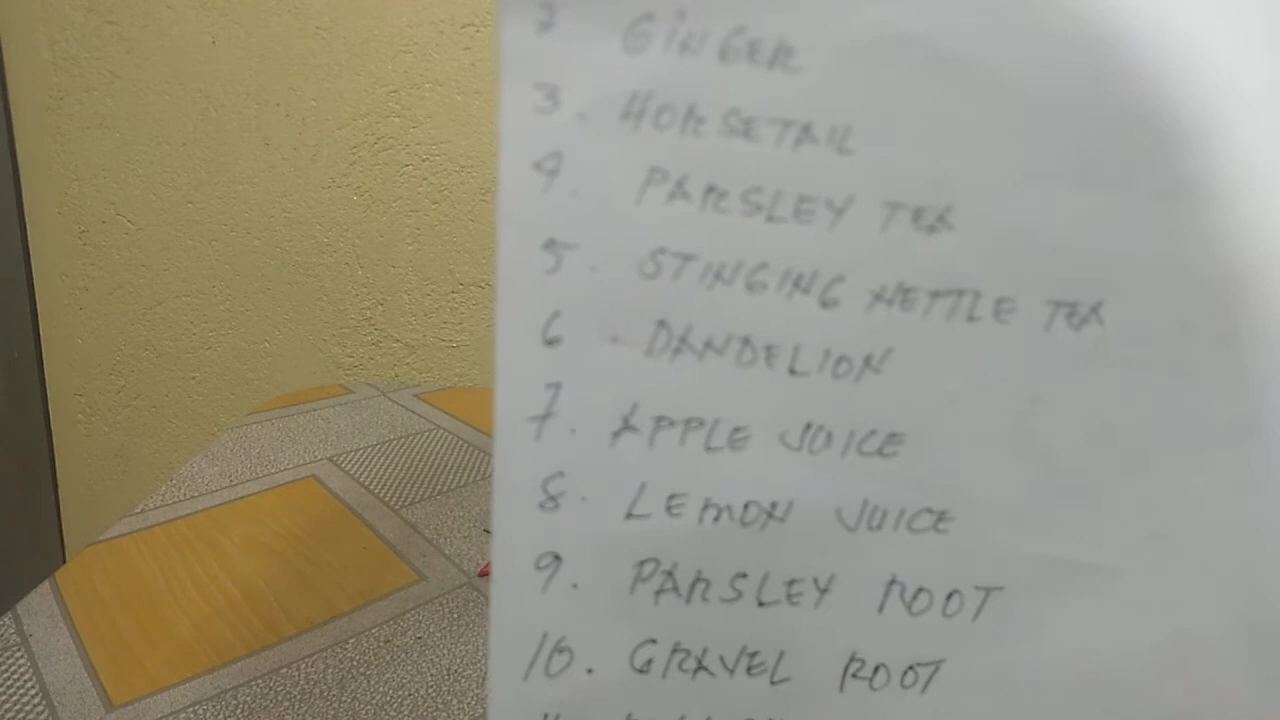 2 GINGER
3. HORSETAIL
4. PARSLEY TEA
5. STINGING NETTLE TEA
6. DANDELION
7. APPLE JUICE
8. LEMON JUICE
9. PARSLEY ROOT
10. GRAVEL ROOT